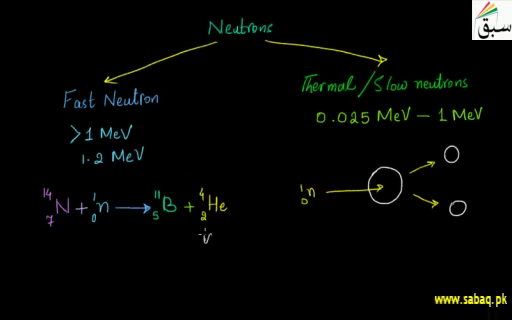 سبق
Neutrons
Fast Neutron
> 1 MeV
1.2 MeV
¹⁴₇N + ¹₀n ⟶ ¹¹₅B + ⁴₂He
Thermal/Slow neutrons
0.025 MeV – 1 MeV
¹₀n
www.sabaq.pk